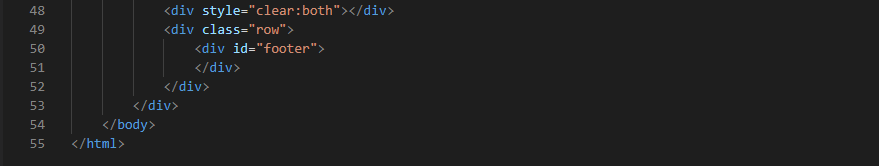 48 <div style="clear:both"></div>
49 <div class="row">
50 <div id="footer">
51 </div>
52 </div>
53 </div>
54 </body>
55 </html>